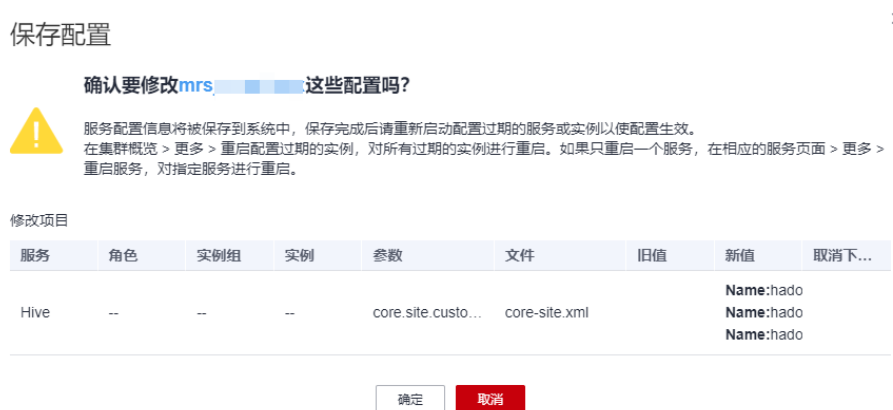 保存配置
确认要修改mrs 这些配置吗?
服务配置信息将被保存到系统中，保存完成后请重新启动配置过期的服务或实例以使配置生效。
在集群概览 > 更多 > 重启配置过期的实例，对所有过期的实例进行重启。如果只重启一个服务，在相应的服务页面 > 更多 >
重启服务，对指定服务进行重启。
修改项目
服务 角色 实例组 实例 参数 文件 旧值 新值 取消下...
Name:hado
Hive -- -- -- core.site.custo... core-site.xml Name:hado
Name:hado
确定 取消